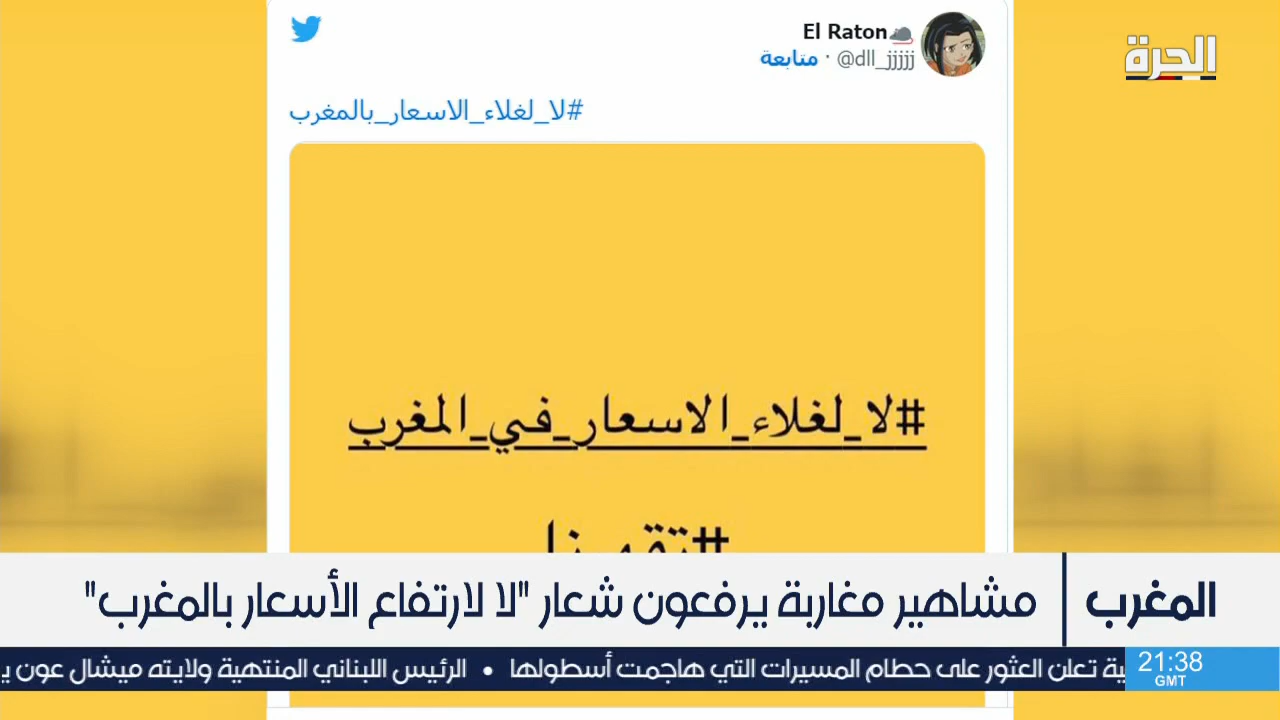 El Raton
@dll_jjjjj · متابعة
الحرة
#لا_لغلاء_الاسعار_بالمغرب
#لا_لغلاء_الاسعار_في_المغرب
المغرب
مشاهير مغاربة يرفعون شعار "لا لارتفاع الأسعار بالمغرب"
21:38
GMT
تعلن العثور على حطام المسيرات التي هاجمت أسطولها • الرئيس اللبناني المنتهية ولايته ميشال عون